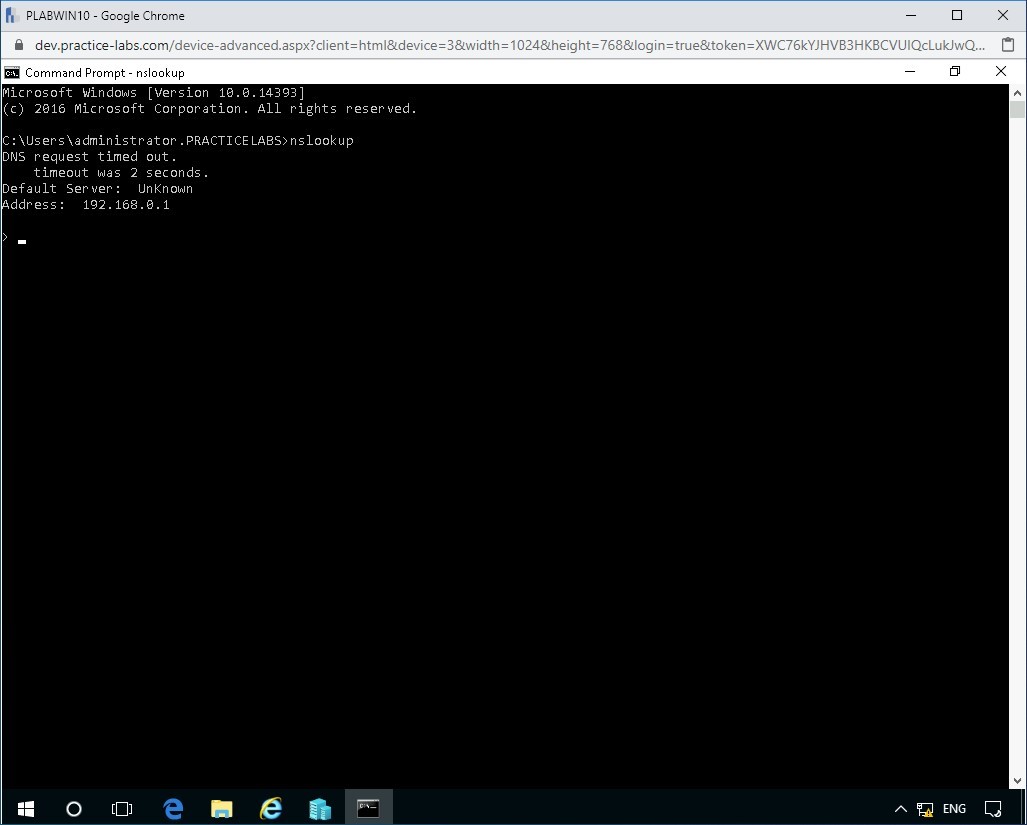 PLABWIN10 - Google Chrome
dev.practice-labs.com/device-advanced.aspx?client=html&device=3&width=1024&height=768&login=true&token=XWC76kYJHVB3HKBCVUIQcLukJwQ...
Command Prompt - nslookup
Microsoft Windows [Version 10.0.14393]
(c) 2016 Microsoft Corporation. All rights reserved.
C:\Users\administrator.PRACTICELABS>nslookup
DNS request timed out.
timeout was 2 seconds.
Default Server:  UnKnown
Address:  192.168.0.1
>
ENG